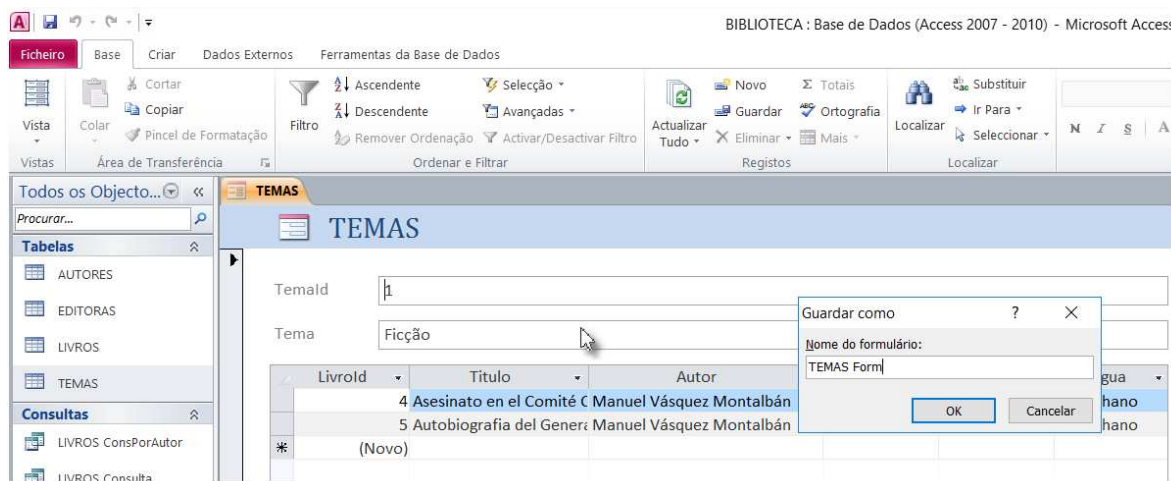 BIBLIOTECA : Base de Dados (Access 2007 - 2010) - Microsoft Acces
Ficheiro Base Criar Dados Externos Ferramentas da Base de Dados
Vista
Vistas
Colar
Cortar
Copiar
Pincel de Formatação
Área de Transferência
Filtro
Ascendente
Descendente
Remover Ordenação
Selecção
Avançadas
Activar/Desactivar Filtro
Ordenar e Filtrar
Actualizar
Tudo
Novo
Guardar
Eliminar
Σ Totais
Ortografia
Mais
Registos
Localizar
Substituir
Ir Para
Seleccionar
Localizar
N I S A
Todos os Objecto...
Procurar...
Tabelas
AUTORES
EDITORAS
LIVROS
TEMAS
Consultas
LIVROS ConsPorAutor
LIVROS Consulta
TEMAS
TEMAS
TemaId 1
Tema Ficção
LivroId Titulo Autor gua
4 Asesinato en el Comité C Manuel Vásquez Montalbán hano
5 Autobiografia del Genera Manuel Vásquez Montalbán hano
(Novo)
Guardar como ?
Nome do formulário:
TEMAS Form
OK Cancelar